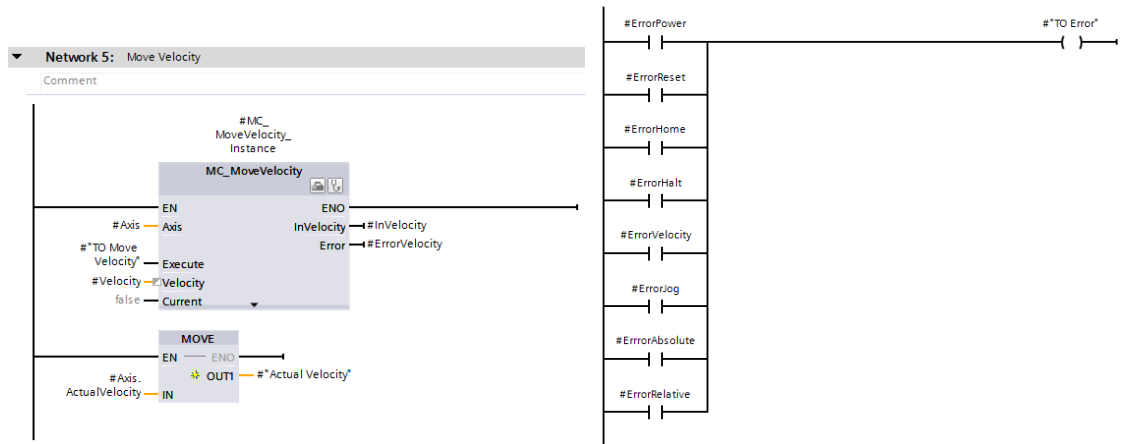 Network 5: Move Velocity
Comment
#MC_
MoveVelocity_
Instance
MC_MoveVelocity
EN ENO
#Axis Axis InVelocity #InVelocity
Error #ErrorVelocity
#"TO Move
Velocity" Execute
#Velocity Velocity
false Current
MOVE
EN ENO
OUT1 #"Actual Velocity"
#Axis.
ActualVelocity IN
#ErrorPower #"TO Error"
#ErrorReset
#ErrorHome
#ErrorHalt
#ErrorVelocity
#ErrorJog
#ErrrorAbsolute
#ErrorRelative